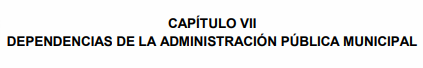 CAPÍTULO VII
DEPENDENCIAS DE LA ADMINISTRACIÓN PÚBLICA MUNICIPAL